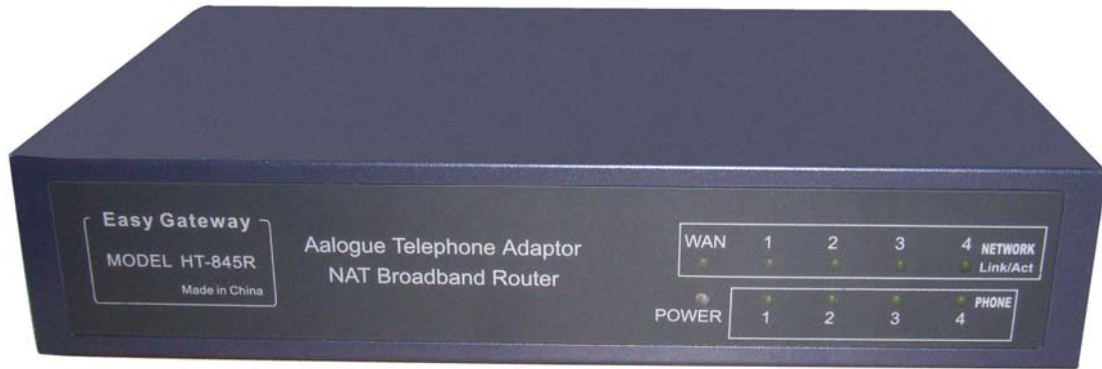 Easy Gateway
MODEL HT-845R
Made in China
Aalogue Telephone Adaptor
NAT Broadband Router
WAN 1 2 3 4 NETWORK
Link/Act
POWER
PHONE
1 2 3 4